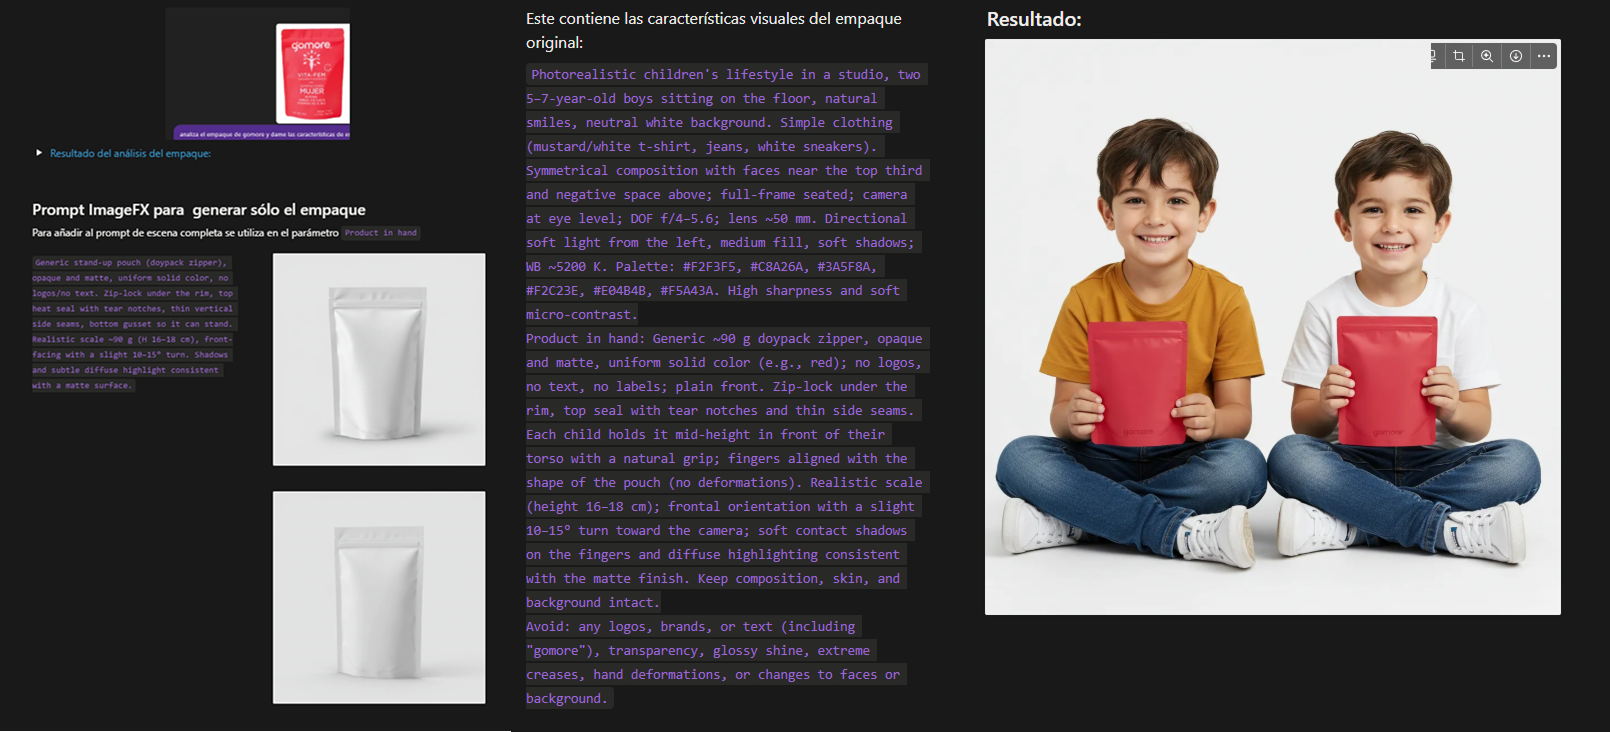 gomore
VITA-FEM
MUJER
analiza el empaque de gomore y dame las características de e
Resultado del análisis del empaque:
Prompt ImageFX para generar sólo el empaque
Para añadir al prompt de escena completa se utiliza en el parámetro Product in hand
Generic stand-up pouch (doypack zipper),
opaque and matte, uniform solid color, no
logos/no text. Zip-lock under the rim, top
heat seal with tear notches, thin vertical
side seams, bottom gusset so it can stand.
Realistic scale ~90 g (H 16–18 cm), front-
facing with a slight 10–15° turn. Shadows
and subtle diffuse highlight consistent
with a matte surface.
Este contiene las características visuales del empaque
original:
Photorealistic children's lifestyle in a studio, two
5–7-year-old boys sitting on the floor, natural
smiles, neutral white background. Simple clothing
(mustard/white t-shirt, jeans, white sneakers).
Symmetrical composition with faces near the top third
and negative space above; full-frame seated; camera
at eye level; DOF f/4–5.6; lens ~50 mm. Directional
soft light from the left, medium fill, soft shadows;
WB ~5200 K. Palette: #F2F3F5, #C8A26A, #3A5F8A,
#F2C23E, #E04B4B, #F5A43A. High sharpness and soft
micro-contrast.
Product in hand: Generic ~90 g doypack zipper, opaque
and matte, uniform solid color (e.g., red); no logos,
no text, no labels; plain front. Zip-lock under the
rim, top seal with tear notches and thin side seams.
Each child holds it mid-height in front of their
torso with a natural grip; fingers aligned with the
shape of the pouch (no deformations). Realistic scale
(height 16–18 cm); frontal orientation with a slight
10–15° turn toward the camera; soft contact shadows
on the fingers and diffuse highlighting consistent
with the matte finish. Keep composition, skin, and
background intact.
Avoid: any logos, brands, or text (including
"gomore"), transparency, glossy shine, extreme
creases, hand deformations, or changes to faces or
background.
Resultado:
gomore
gomore